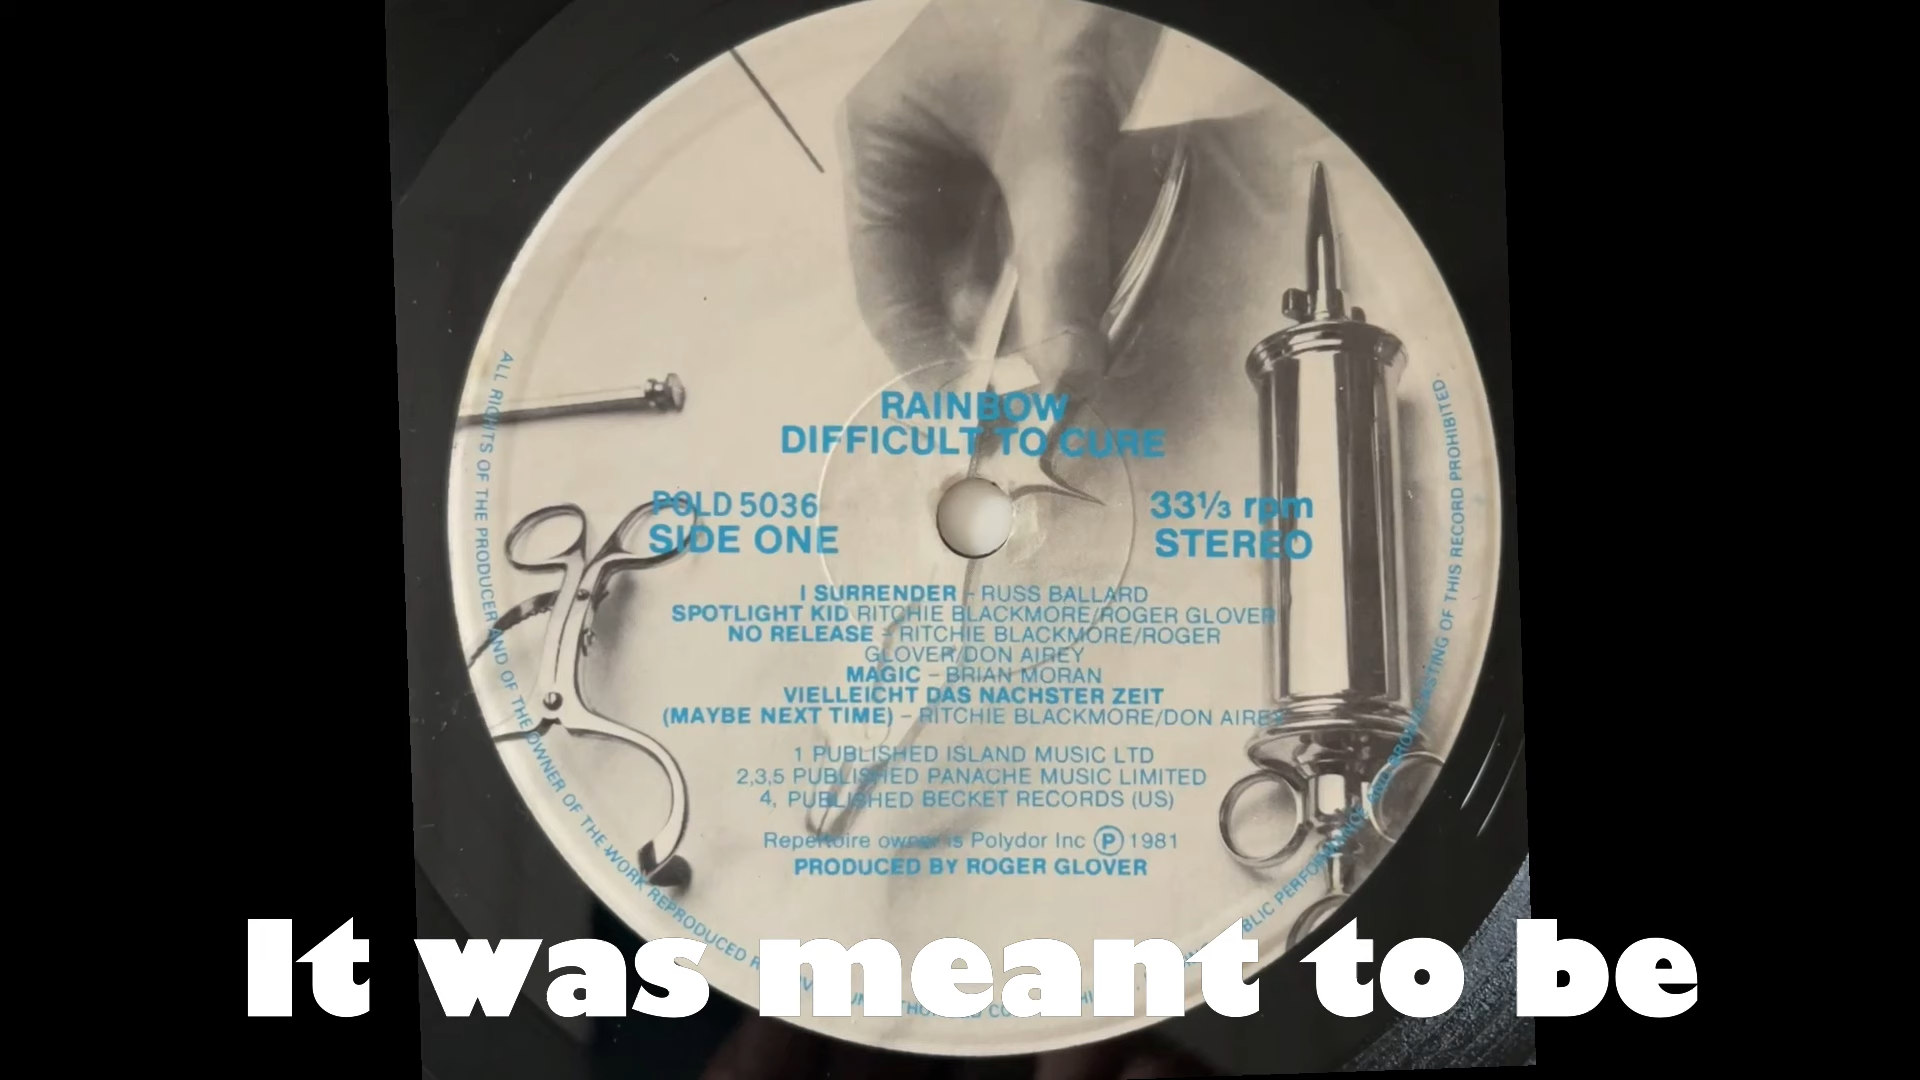 RAINBOW
DIFFICULT TO CURE
POLD 5036
SIDE ONE
33⅓ rpm
STEREO
I SURRENDER - RUSS BALLARD
SPOTLIGHT KID RITCHIE BLACKMORE/ROGER GLOVER
NO RELEASE - RITCHIE BLACKMORE/ROGER
GLOVER/DON AIREY
MAGIC - BRIAN MORAN
VIELLEICHT DAS NACHSTER ZEIT
(MAYBE NEXT TIME) - RITCHIE BLACKMORE/DON AIREY
1 PUBLISHED ISLAND MUSIC LTD
2,3,5 PUBLISHED PANACHE MUSIC LIMITED
4, PUBLISHED BECKET RECORDS (US)
Repertoire owner is Polydor Inc Ⓟ 1981
PRODUCED BY ROGER GLOVER
ALL RIGHTS OF THE PRODUCER AND OF THE OWNER OF THE WORK REPRODUCED PUBLIC PERFORMANCE AND BROADCASTING OF THIS RECORD PROHIBITED.
It was meant to be